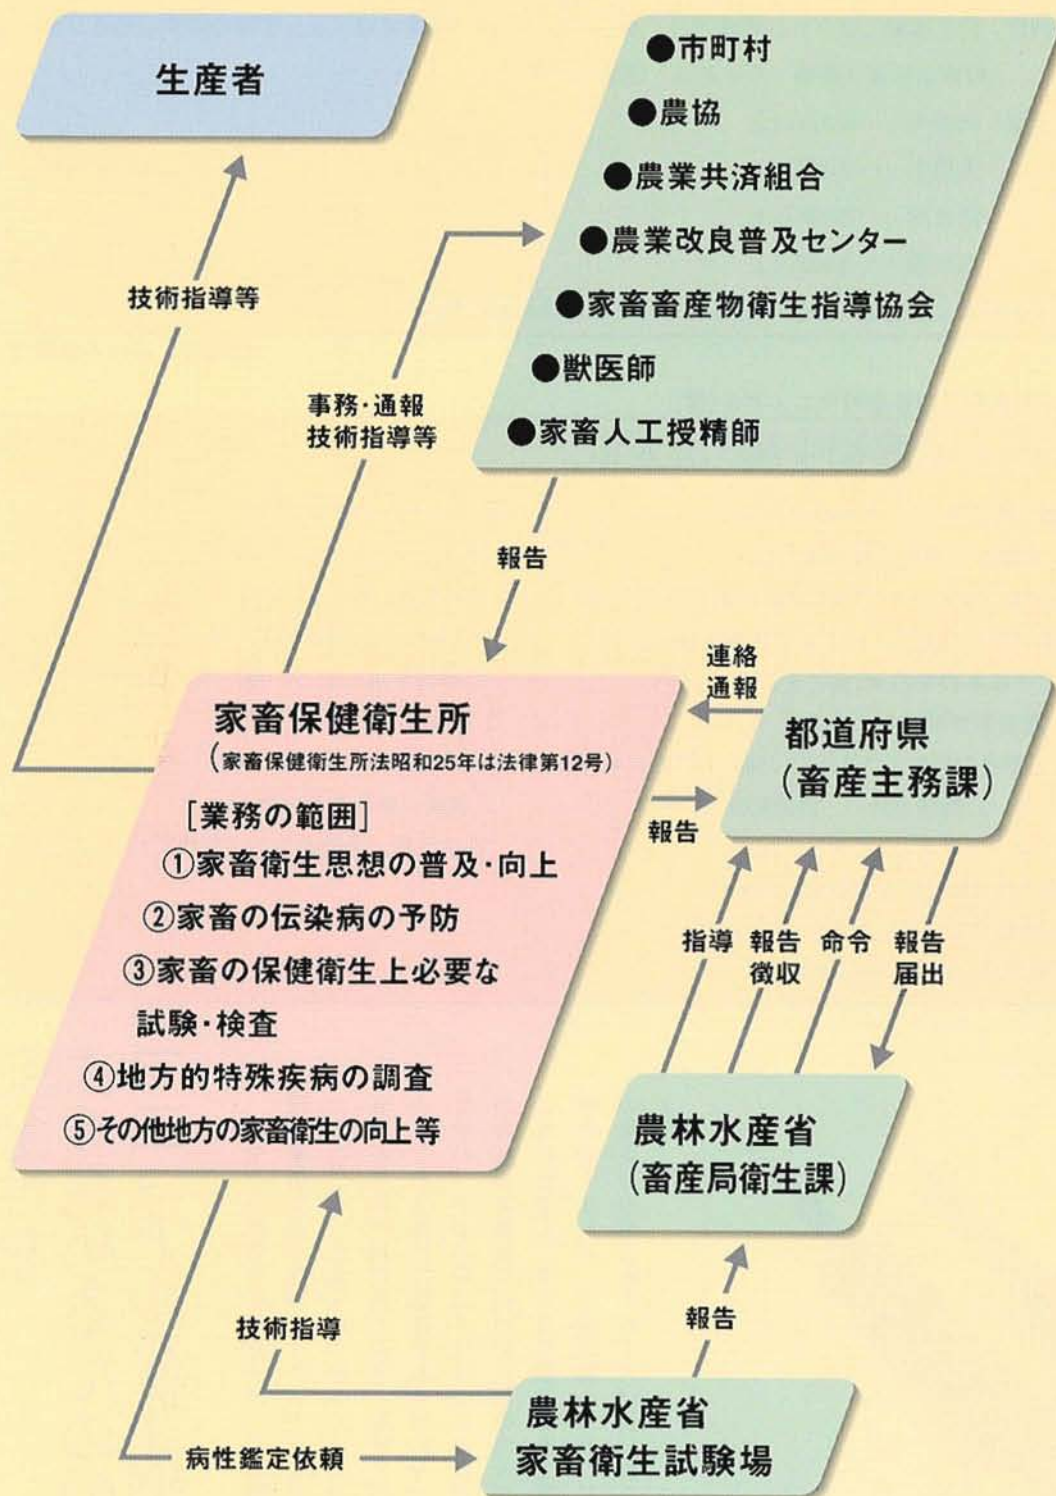 生産者
●市町村
●農協
●農業共済組合
●農業改良普及センター
●家畜畜産物衛生指導協会
●獣医師
●家畜人工授精師
技術指導等
事務・通報
技術指導等
報告
家畜保健衛生所
(家畜保健衛生所法昭和25年は法律第12号)
[業務の範囲]
①家畜衛生思想の普及・向上
②家畜の伝染病の予防
③家畜の保健衛生上必要な
試験・検査
④地方的特殊疾病の調査
⑤その他地方の家畜衛生の向上等
連絡
通報
報告
都道府県
(畜産主務課)
指導
報告
徴収
命令
報告
届出
農林水産省
(畜産局衛生課)
技術指導
報告
病性鑑定依頼
農林水産省
家畜衛生試験場